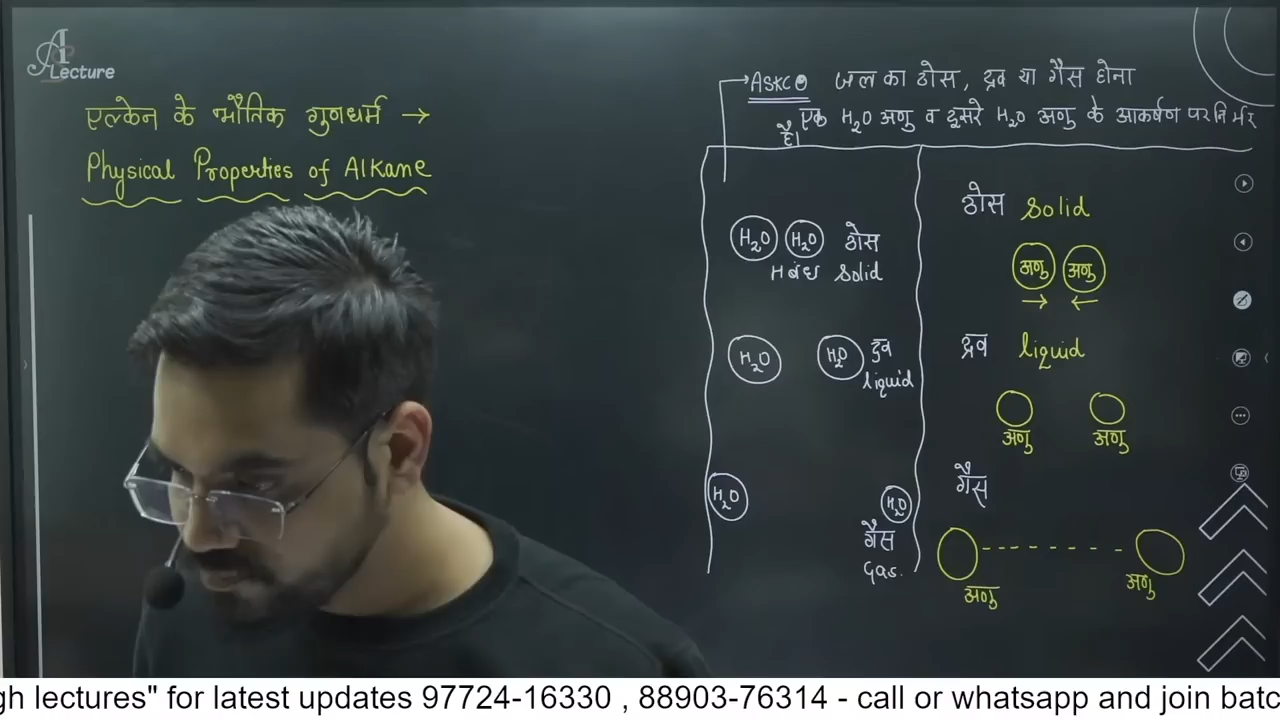 A1
Lecture
एल्केन के भौतिक गुणधर्म →
Physical Properties of Alkane
ASKC जल का ठोस, द्रव या गैस होना
एक H₂O अणु व दूसरे H₂O अणु के आकर्षण पर निर्भर
है।
H₂O H₂O ठोस
H बंध solid
H₂O H₂O द्रव
liquid
H₂O H₂O
गैस
Gas.
ठोस solid
अणु अणु
→ ←
द्रव liquid
अणु अणु
गैस
अणु अणु
gh lectures" for latest updates 97724-16330 , 88903-76314 - call or whatsapp and join batc